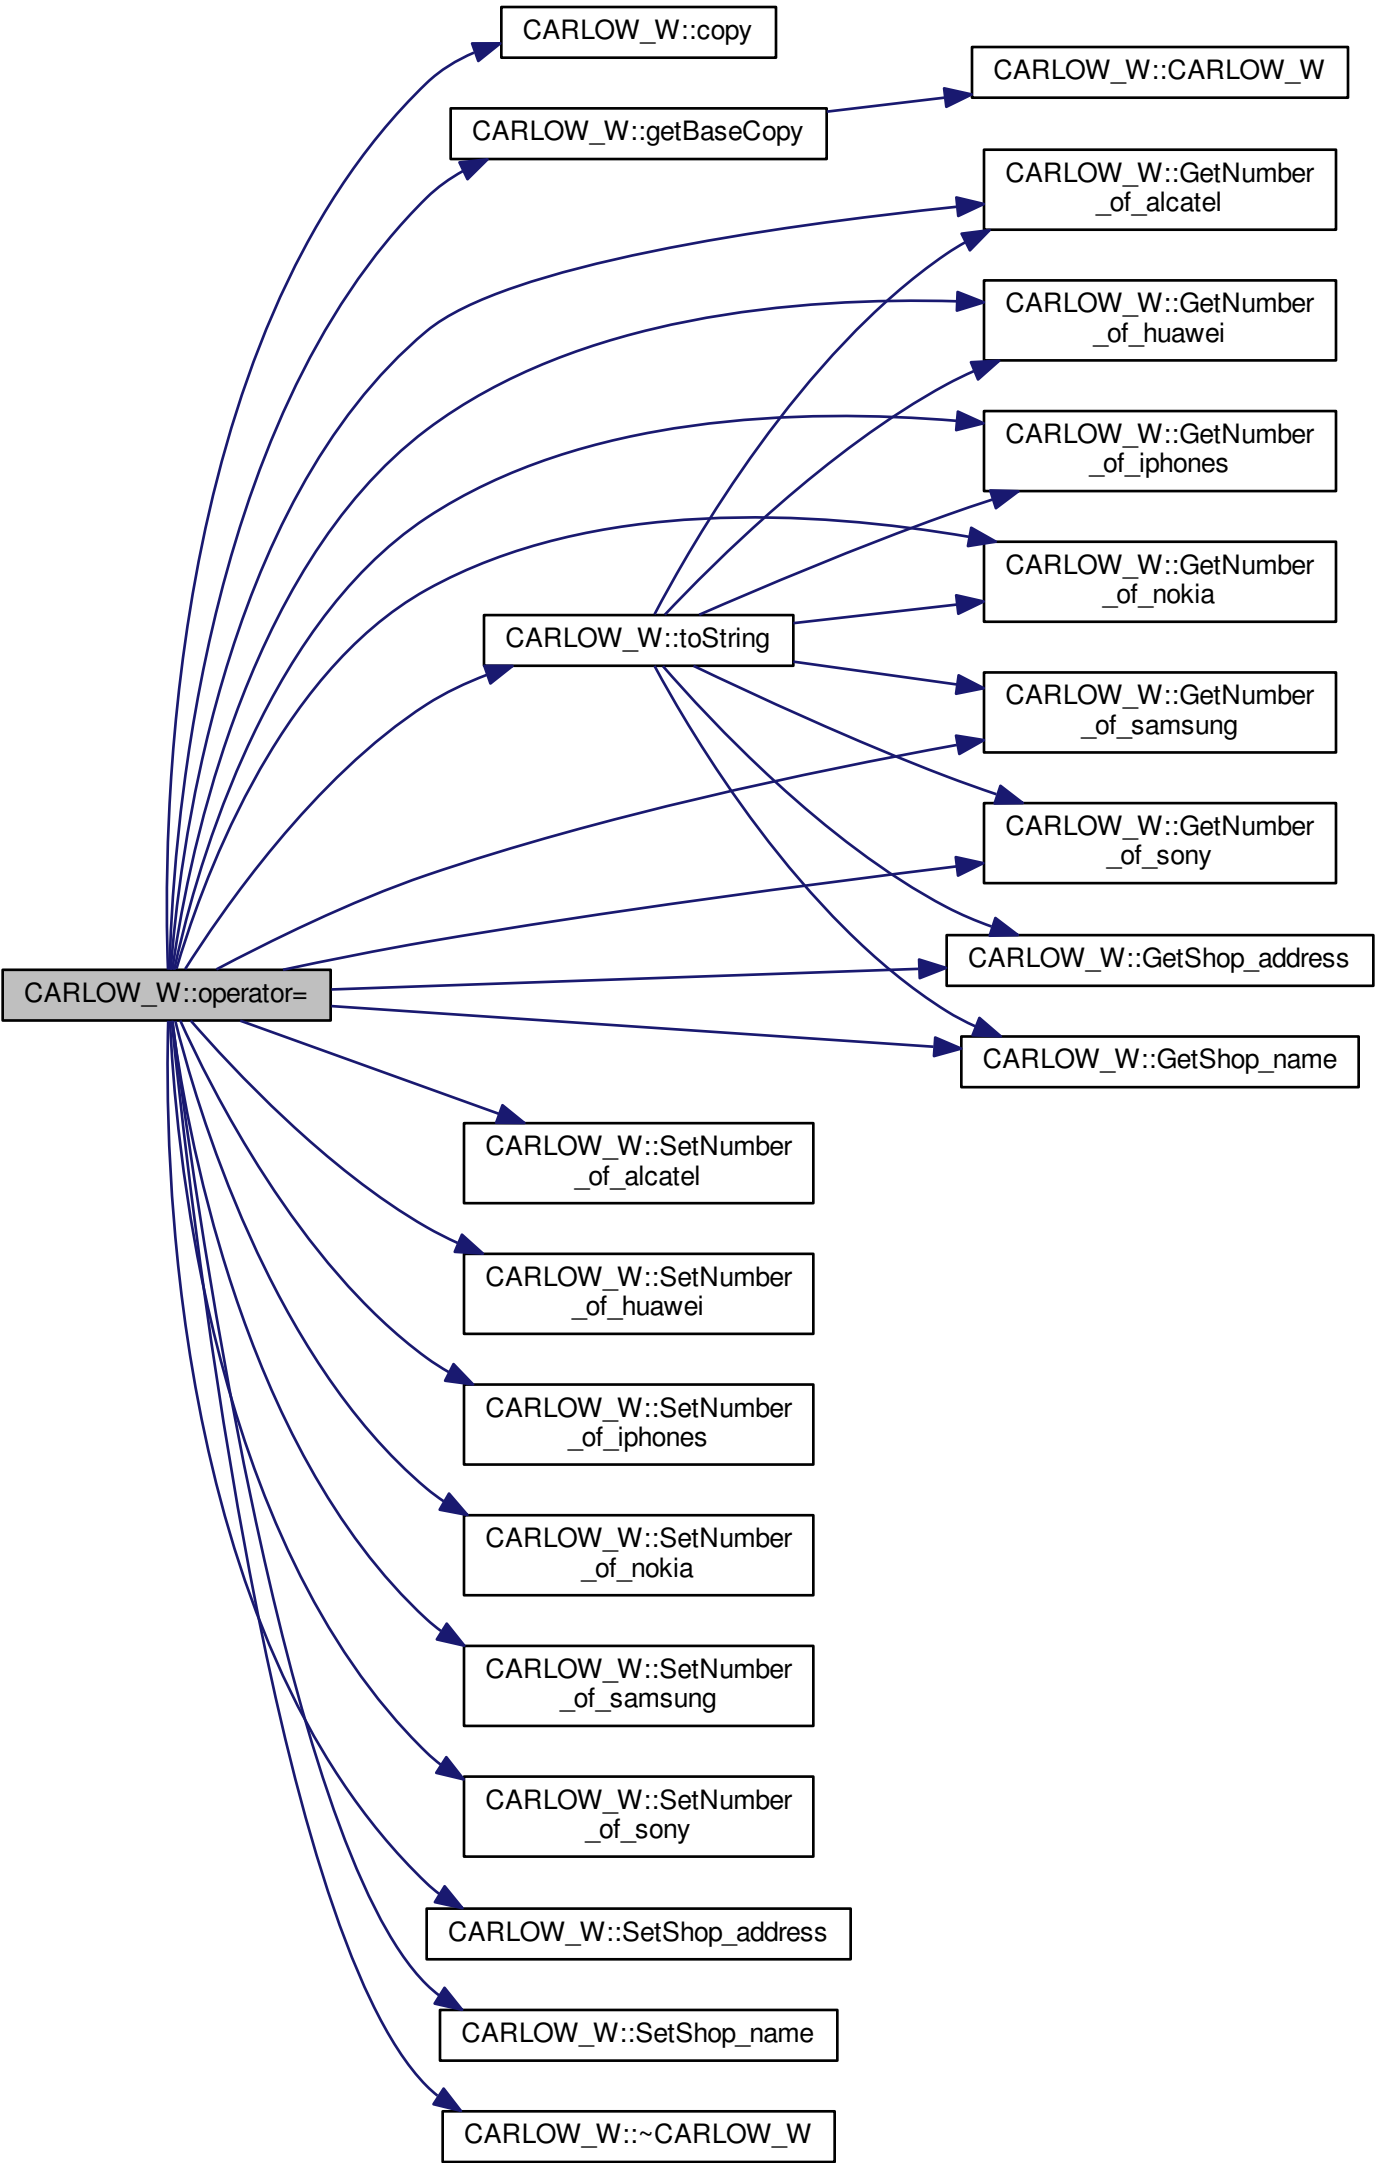 CARLOW_W::copy
CARLOW_W::CARLOW_W
CARLOW_W::getBaseCopy
CARLOW_W::GetNumber
_of_alcatel
CARLOW_W::GetNumber
_of_huawei
CARLOW_W::GetNumber
_of_iphones
CARLOW_W::GetNumber
_of_nokia
CARLOW_W::toString
CARLOW_W::GetNumber
_of_samsung
CARLOW_W::GetNumber
_of_sony
CARLOW_W::GetShop_address
CARLOW_W::operator=
CARLOW_W::GetShop_name
CARLOW_W::SetNumber
_of_alcatel
CARLOW_W::SetNumber
_of_huawei
CARLOW_W::SetNumber
_of_iphones
CARLOW_W::SetNumber
_of_nokia
CARLOW_W::SetNumber
_of_samsung
CARLOW_W::SetNumber
_of_sony
CARLOW_W::SetShop_address
CARLOW_W::SetShop_name
CARLOW_W::~CARLOW_W